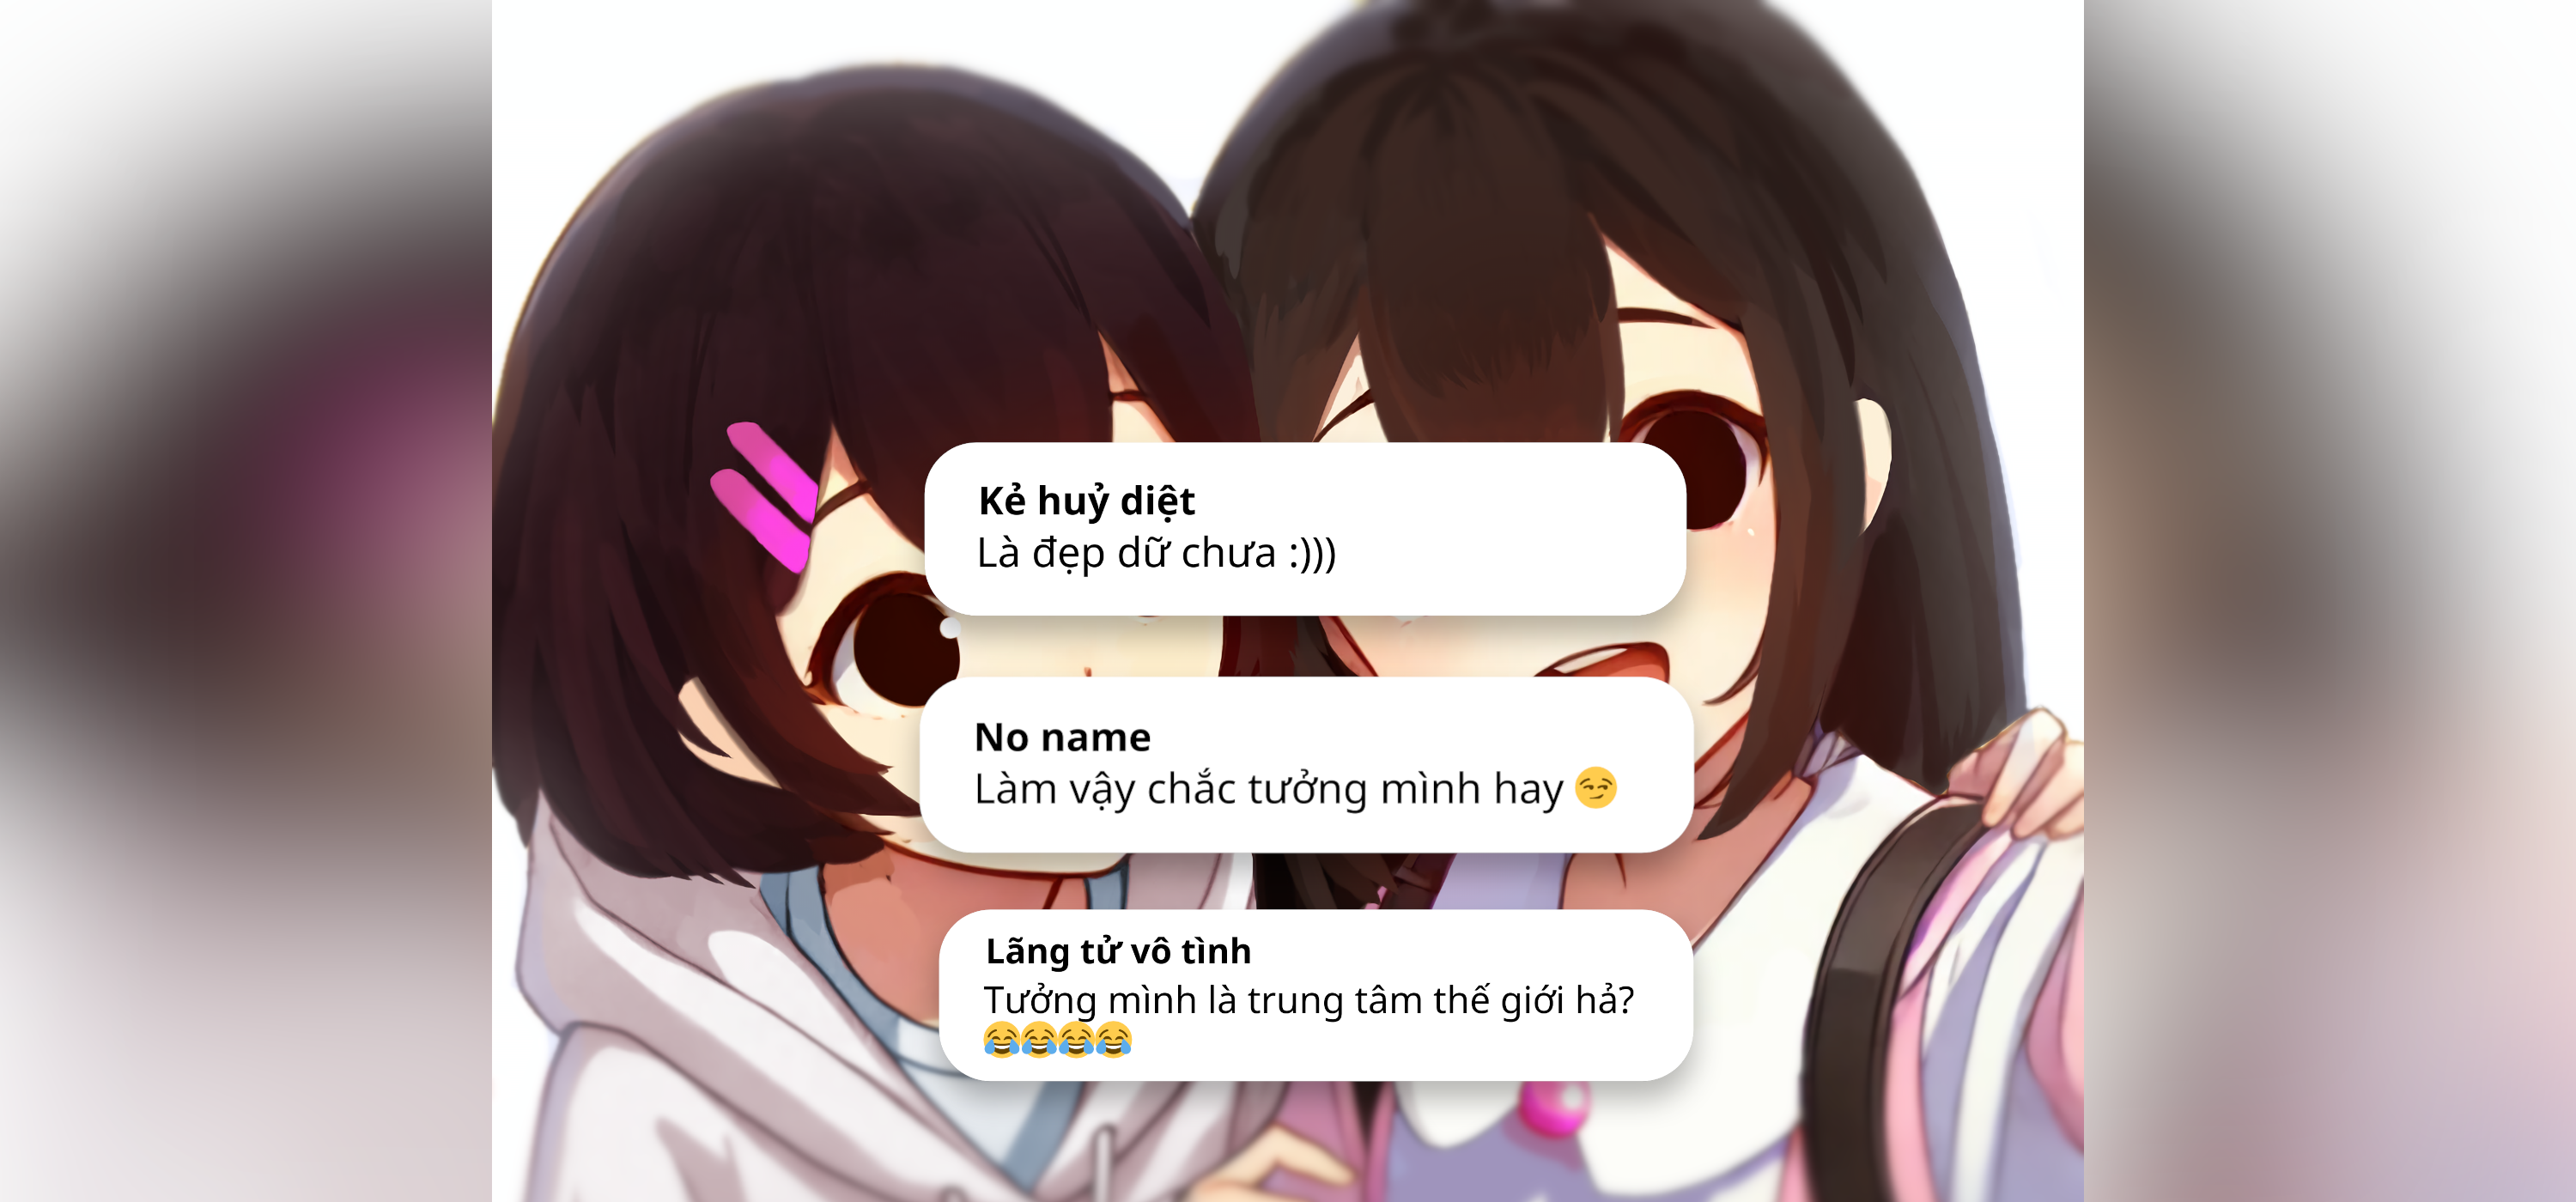 Kẻ huỷ diệt
Là đẹp dữ chưa :)))
No name
Làm vậy chắc tưởng mình hay 😏
Lãng tử vô tình
Tưởng mình là trung tâm thế giới hả?
😂😂😂😂